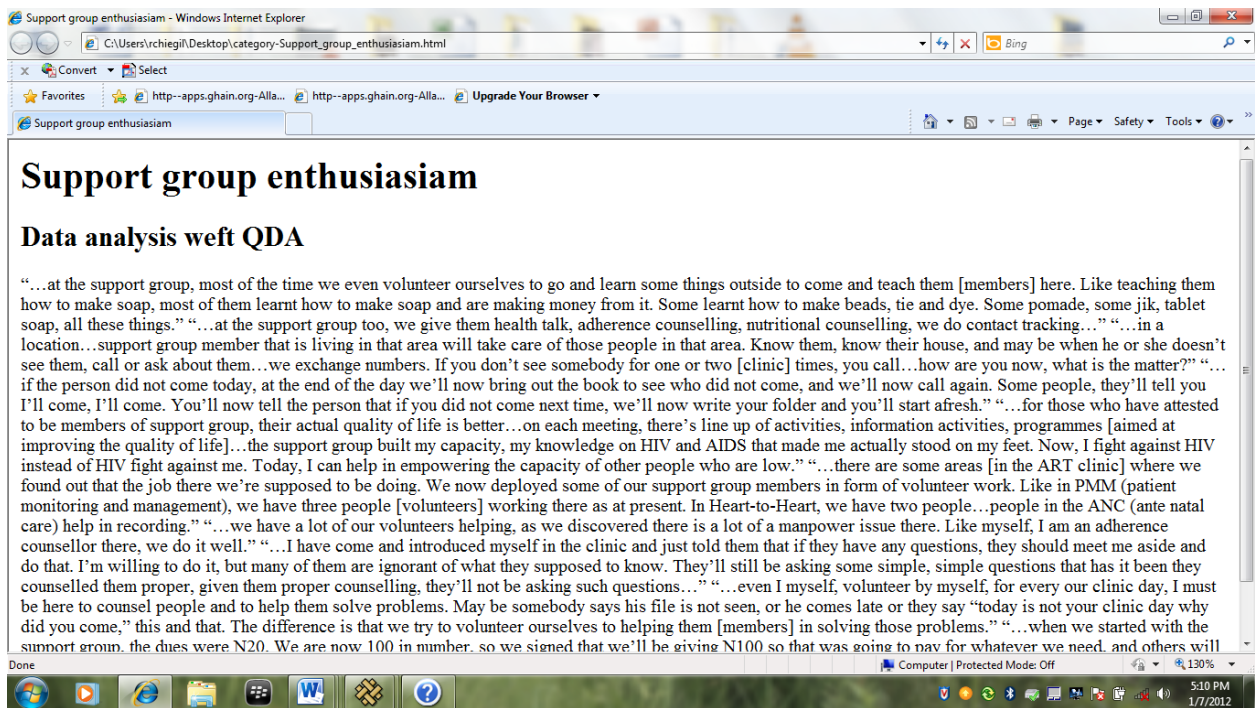 Support group enthusiasiam - Windows Internet Explorer
C:\Users\rchiegil\Desktop\category-Support_group_enthusiasiam.html
Bing
x Convert Select
Favorites http--apps.ghain.org-Alla... http--apps.ghain.org-Alla... Upgrade Your Browser
Support group enthusiasiam
Page Safety Tools
Support group enthusiasiam
Data analysis weft QDA
“…at the support group, most of the time we even volunteer ourselves to go and learn some things outside to come and teach them [members] here. Like teaching them
how to make soap, most of them learnt how to make soap and are making money from it. Some learnt how to make beads, tie and dye. Some pomade, some jik, tablet
soap, all these things.” “…at the support group too, we give them health talk, adherence counselling, nutritional counselling, we do contact tracking…” “…in a
location…support group member that is living in that area will take care of those people in that area. Know them, know their house, and may be when he or she doesn’t
see them, call or ask about them…we exchange numbers. If you don’t see somebody for one or two [clinic] times, you call…how are you now, what is the matter?” “…
if the person did not come today, at the end of the day we’ll now bring out the book to see who did not come, and we’ll now call again. Some people, they’ll tell you
I’ll come, I’ll come. You’ll now tell the person that if you did not come next time, we’ll now write your folder and you’ll start afresh.” “…for those who have attested
to be members of support group, their actual quality of life is better…on each meeting, there’s line up of activities, information activities, programmes [aimed at
improving the quality of life]…the support group built my capacity, my knowledge on HIV and AIDS that made me actually stood on my feet. Now, I fight against HIV
instead of HIV fight against me. Today, I can help in empowering the capacity of other people who are low.” “…there are some areas [in the ART clinic] where we
found out that the job there we’re supposed to be doing. We now deployed some of our support group members in form of volunteer work. Like in PMM (patient
monitoring and management), we have three people [volunteers] working there as at present. In Heart-to-Heart, we have two people…people in the ANC (ante natal
care) help in recording.” “…we have a lot of our volunteers helping, as we discovered there is a lot of a manpower issue there. Like myself, I am an adherence
counsellor there, we do it well.” “…I have come and introduced myself in the clinic and just told them that if they have any questions, they should meet me aside and
do that. I’m willing to do it, but many of them are ignorant of what they supposed to know. They’ll still be asking some simple, simple questions that has it been they
counselled them proper, given them proper counselling, they’ll not be asking such questions…” “…even I myself, volunteer by myself, for every our clinic day, I must
be here to counsel people and to help them solve problems. May be somebody says his file is not seen, or he comes late or they say “today is not your clinic day why
did you come,” this and that. The difference is that we try to volunteer ourselves to helping them [members] in solving those problems.” “…when we started with the
support group, the dues were N20. We are now 100 in number, so we signed that we’ll be giving N100 so that was going to pay for whatever we need, and others will
Done Computer | Protected Mode: Off 130%
5:10 PM
1/7/2012